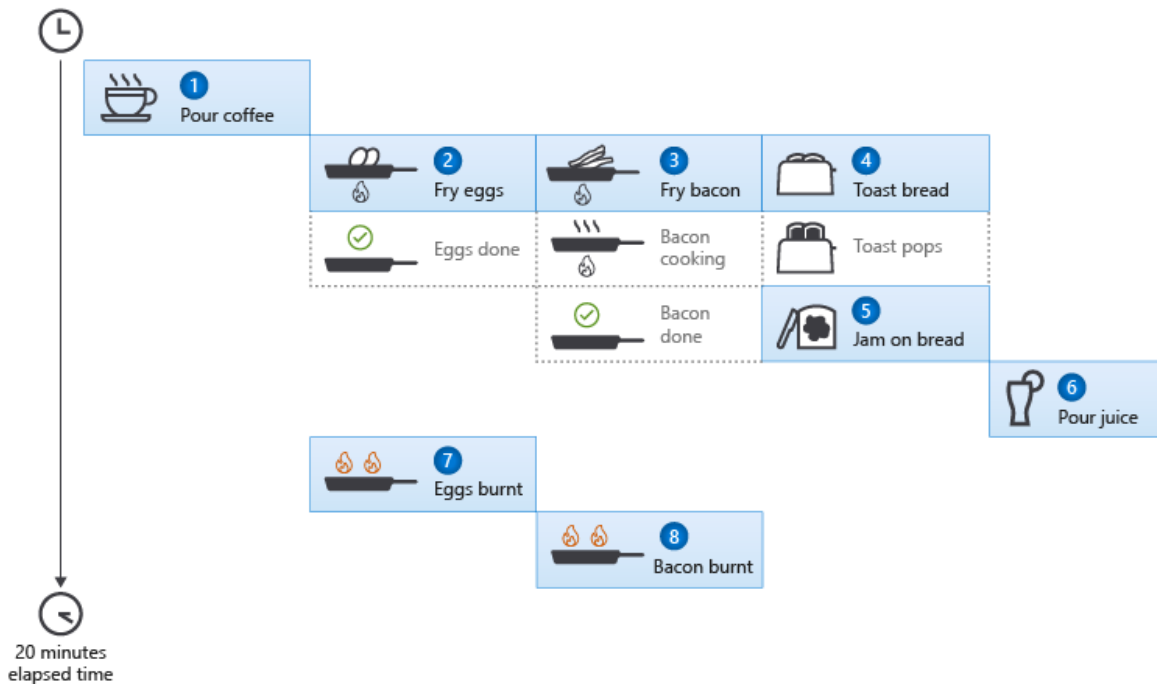 1
Pour coffee
2
Fry eggs
3
Fry bacon
4
Toast bread
Eggs done
Bacon
cooking
Toast pops
Bacon
done
5
Jam on bread
6
Pour juice
7
Eggs burnt
8
Bacon burnt
20 minutes
elapsed time